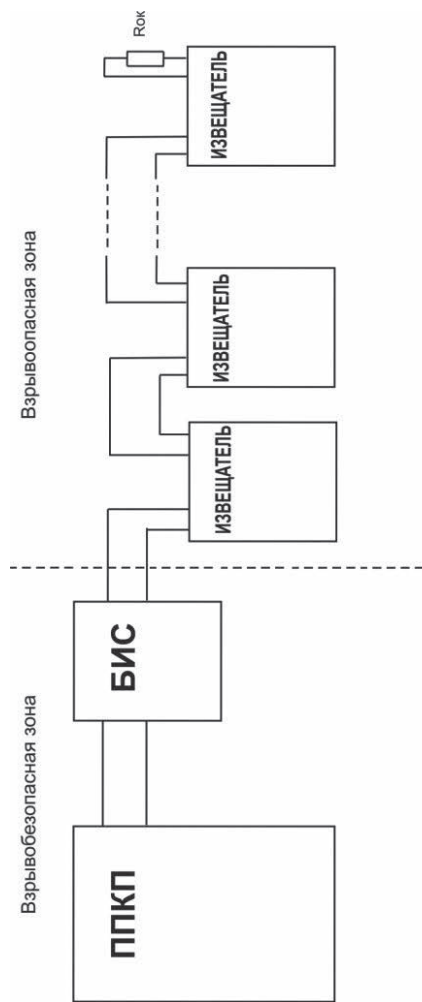 Взрывобезопасная зона
Взрывоопасная зона
ППКП
БИС
ИЗВЕЩАТЕЛЬ
ИЗВЕЩАТЕЛЬ
ИЗВЕЩАТЕЛЬ
Rок